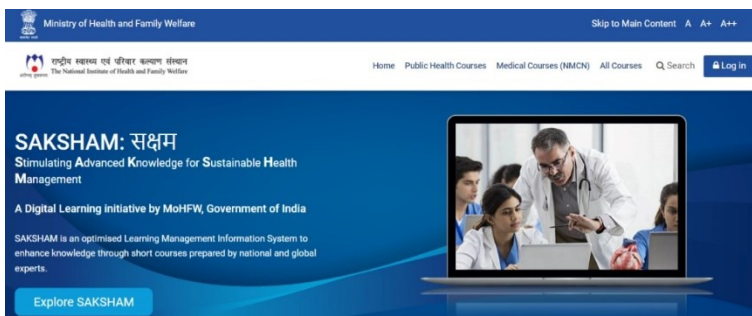 Ministry of Health and Family Welfare
Skip to Main Content A A+ A++
राष्ट्रीय स्वास्थ्य एवं परिवार कल्याण संस्थान
The National Institute of Health and Family Welfare
Home Public Health Courses Medical Courses (NMCN) All Courses Search Log in
SAKSHAM: सक्षम
Stimulating Advanced Knowledge for Sustainable Health
Management
A Digital Learning initiative by MoHFW, Government of India
SAKSHAM is an optimised Learning Management Information System to
enhance knowledge through short courses prepared by national and global
experts.
Explore SAKSHAM